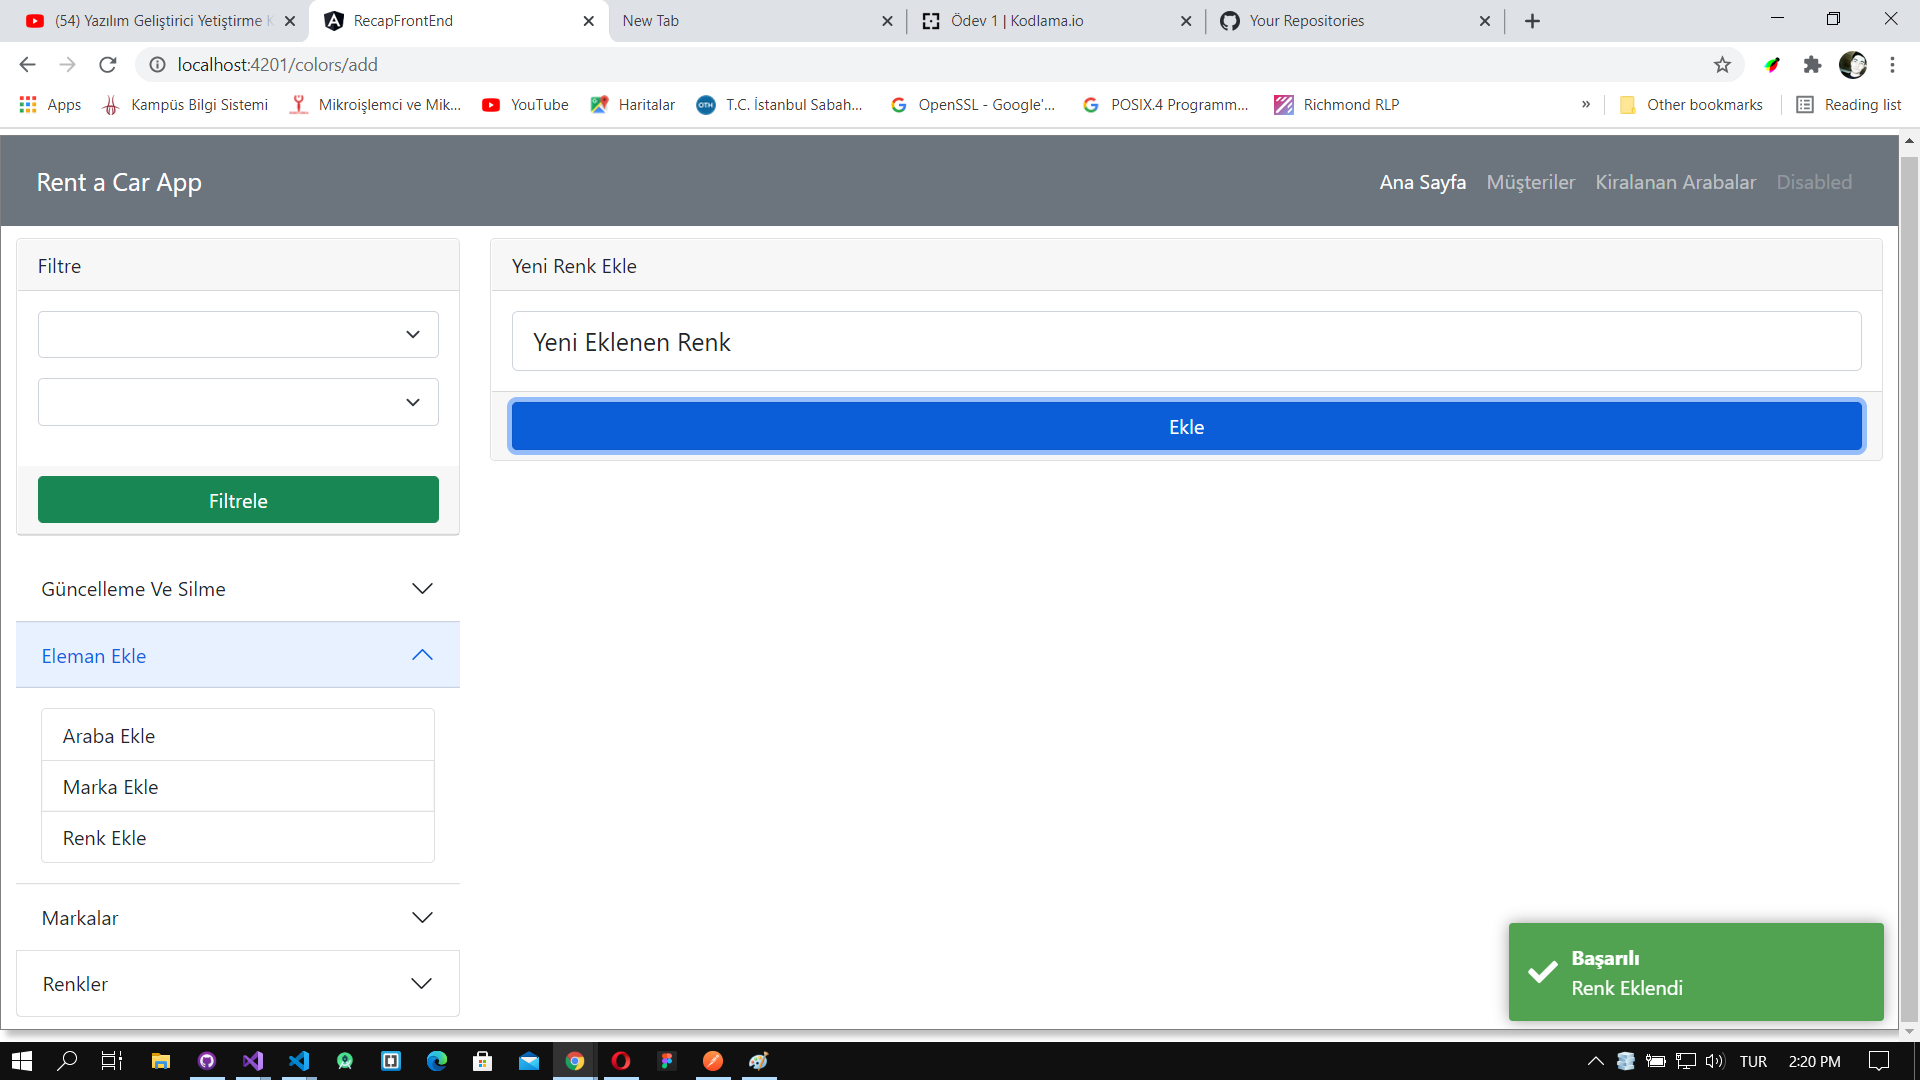 (54) Yazılım Geliştirici Yetiştirme K
RecapFrontEnd
New Tab
Ödev 1 | Kodlama.io
Your Repositories
localhost:4201/colors/add
Apps
Kampüs Bilgi Sistemi
Mikroişlemci ve Mik...
YouTube
Haritalar
OTH
T.C. İstanbul Sabah...
OpenSSL - Google'...
POSIX.4 Programm...
Richmond RLP
»
Other bookmarks
Reading list
Rent a Car App
Ana Sayfa
Müşteriler
Kiralanan Arabalar
Disabled
Filtre
Filtrele
Yeni Renk Ekle
Yeni Eklenen Renk
Ekle
Güncelleme Ve Silme
Eleman Ekle
Araba Ekle
Marka Ekle
Renk Ekle
Markalar
Renkler
Başarılı
Renk Eklendi
TUR
2:20 PM